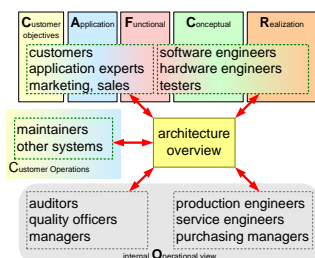 Customer objectives
Application
Functional
Conceptual
Realization
customers
application experts
marketing, sales
software engineers
hardware engineers
testers
maintainers
other systems
Customer Operations
architecture
overview
auditors
quality officers
managers
production engineers
service engineers
purchasing managers
internal Operational view